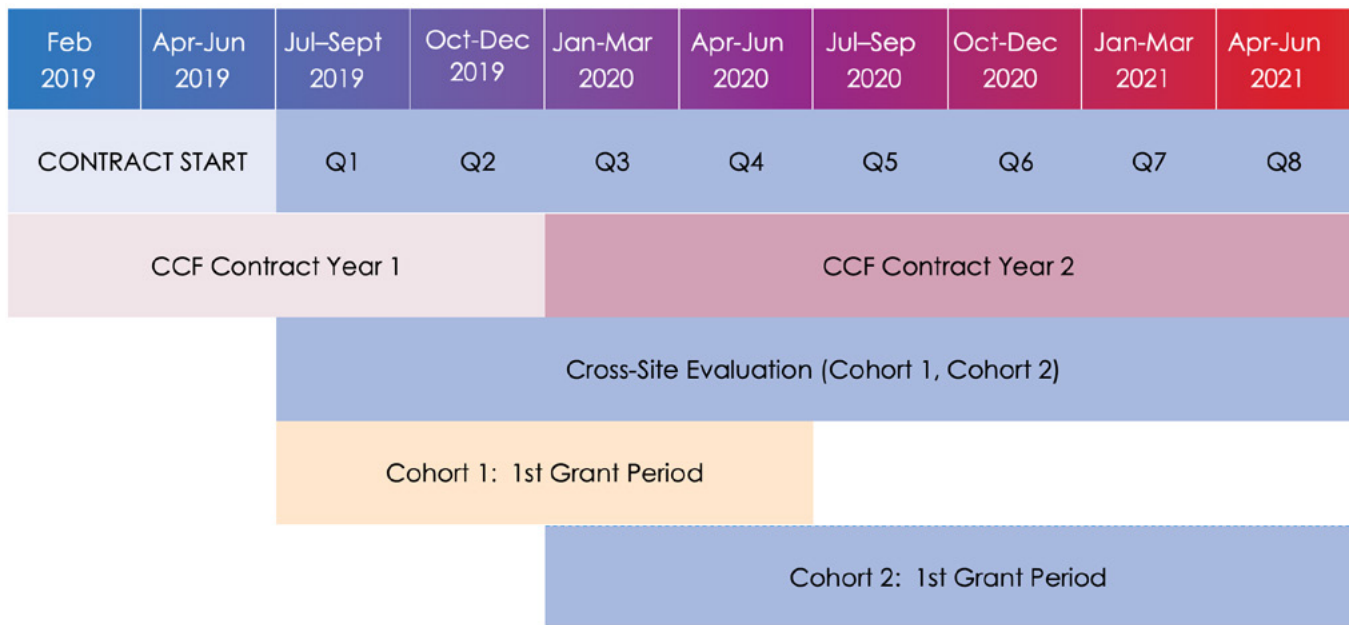 Feb
2019
Apr-Jun
2019
Jul–Sept
2019
Oct-Dec
2019
Jan-Mar
2020
Apr-Jun
2020
Jul–Sep
2020
Oct-Dec
2020
Jan-Mar
2021
Apr-Jun
2021
CONTRACT START
Q1
Q2
Q3
Q4
Q5
Q6
Q7
Q8
CCF Contract Year 1
CCF Contract Year 2
Cross-Site Evaluation (Cohort 1, Cohort 2)
Cohort 1:  1st Grant Period
Cohort 2:  1st Grant Period